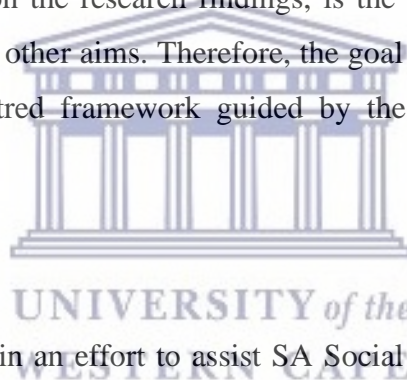 on the research findings, is the
other aims. Therefore, the goal
tred framework guided by the
UNIVERSITY of the
in an effort to assist SA Social
WESTERN CAPE